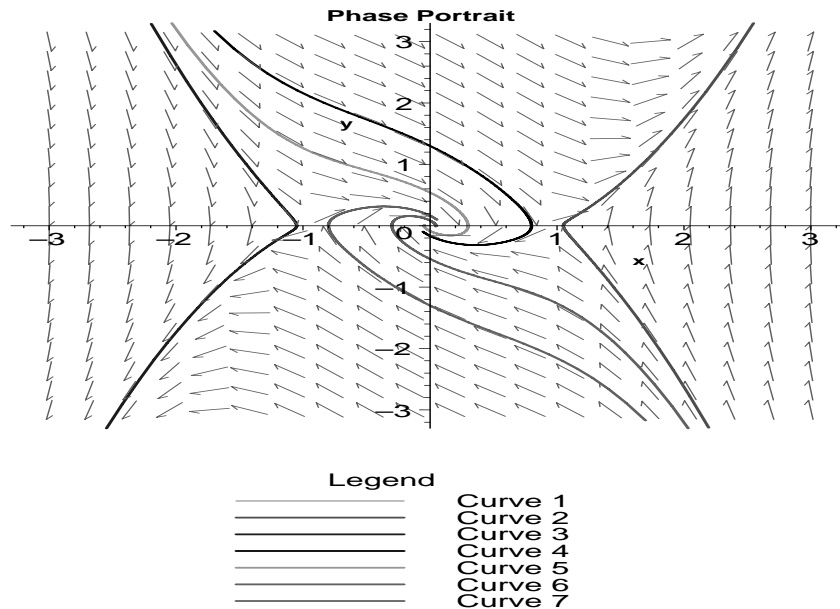 Phase Portrait
3
2
y
1
−3 −2 −1 0 1 2 3
x
−1
−2
−3
Legend
Curve 1
Curve 2
Curve 3
Curve 4
Curve 5
Curve 6
Curve 7